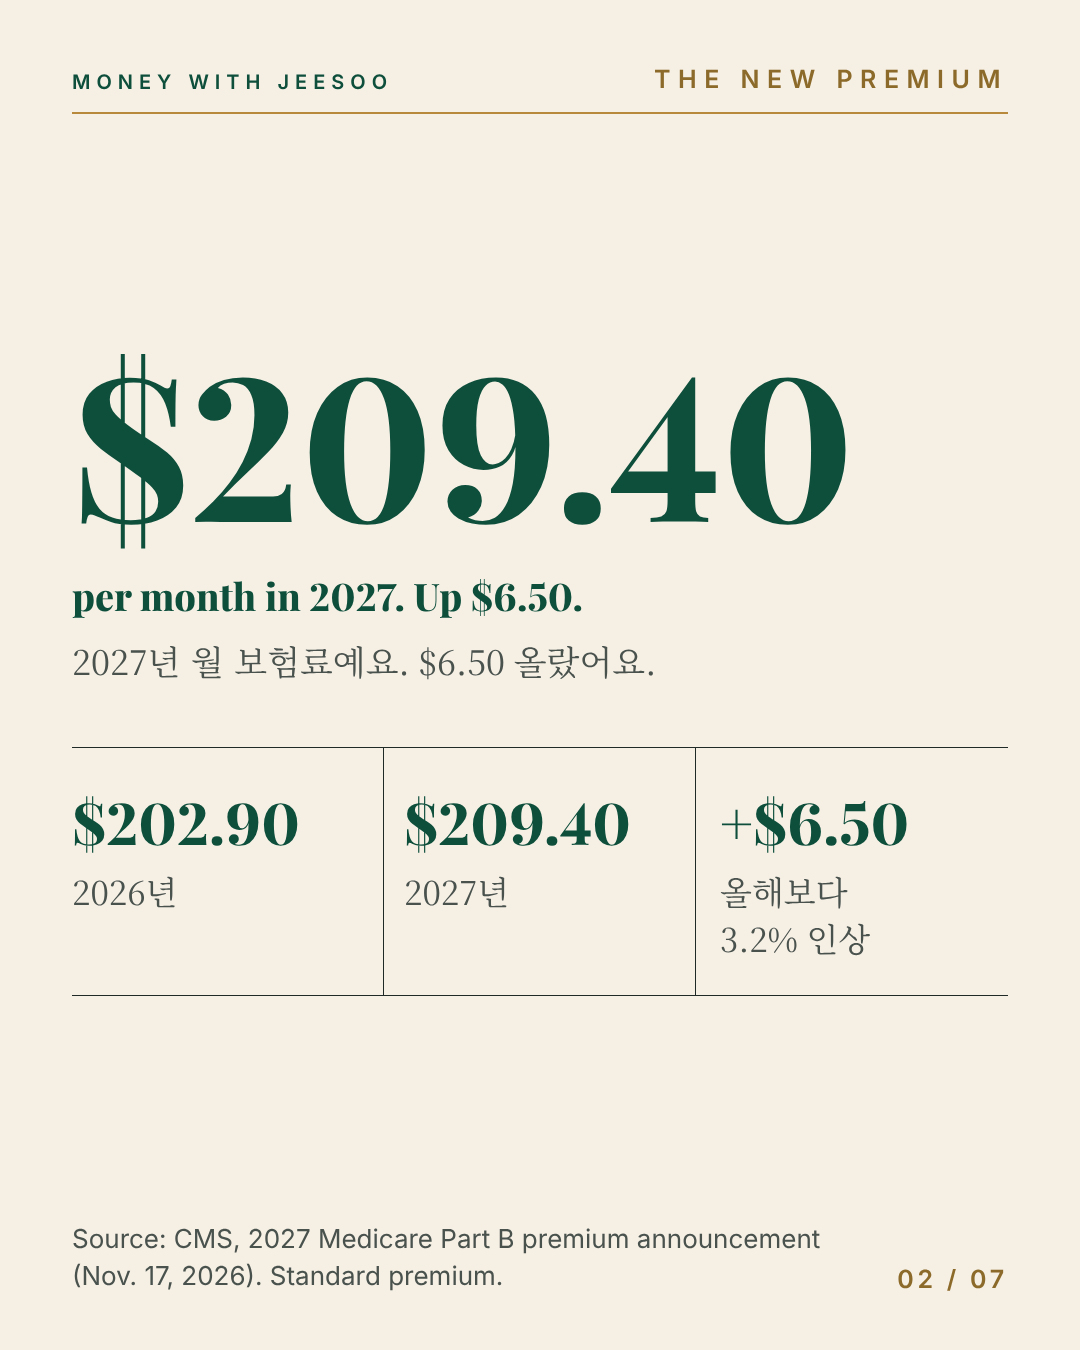 MONEY WITH JEESOO
THE NEW PREMIUM
$209.40
per month in 2027. Up $6.50.
2027년 월 보험료예요. $6.50 올랐어요.
$202.90
2026년
$209.40
2027년
+$6.50
올해보다
3.2% 인상
Source: CMS, 2027 Medicare Part B premium announcement
(Nov. 17, 2026). Standard premium.
02 / 07